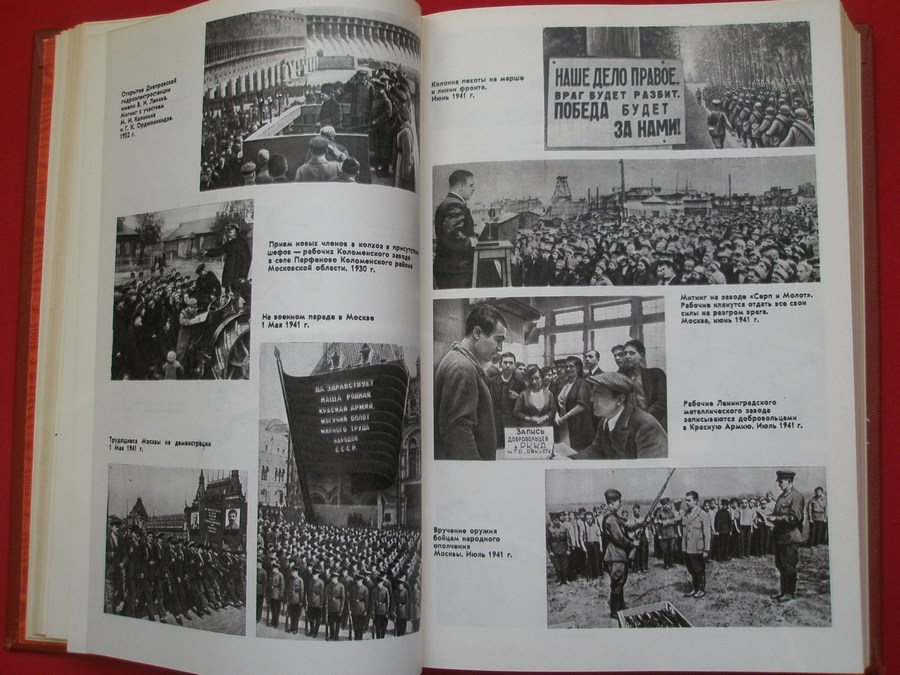 Открытие Днепровской
гидроэлектростанции
имени В. И. Ленина.
Митинг с участием
М. И. Калинина
и Г. К. Орджоникидзе.
1932 г.
Прием новых членов в колхоз в присутствии
шефов — рабочих Коломенского завода
в селе Парфеново Коломенского района
Московской области. 1930 г.
На военном параде в Москве
1 Мая 1941 г.
ДА ЗДРАВСТВУЕТ
НАША РОДНАЯ
КРАСНАЯ АРМИЯ,
МОГУЧИЙ ОПЛОТ
МИРНОГО ТРУДА
НАРОДОВ
СССР.
Трудящиеся Москвы на демонстрации
1 Мая 1941 г.
Колонна пехоты на марше
к линии фронта.
Июнь 1941 г.
НАШЕ ДЕЛО ПРАВОЕ.
ВРАГ БУДЕТ РАЗБИТ.
ПОБЕДА БУДЕТ
ЗА НАМИ!
Митинг на заводе «Серп и Молот».
Рабочие клянутся отдать все свои
силы на разгром врага.
Москва, июнь 1941 г.
ЗАПИСЬ
ДОБРОВОЛЬЦЕВ
в РККА
Рабочие Ленинградского
металлического завода
записываются добровольцами
в Красную Армию. Июль 1941 г.
Вручение оружия
бойцам народного
ополчения
Москвы. Июль 1941 г.